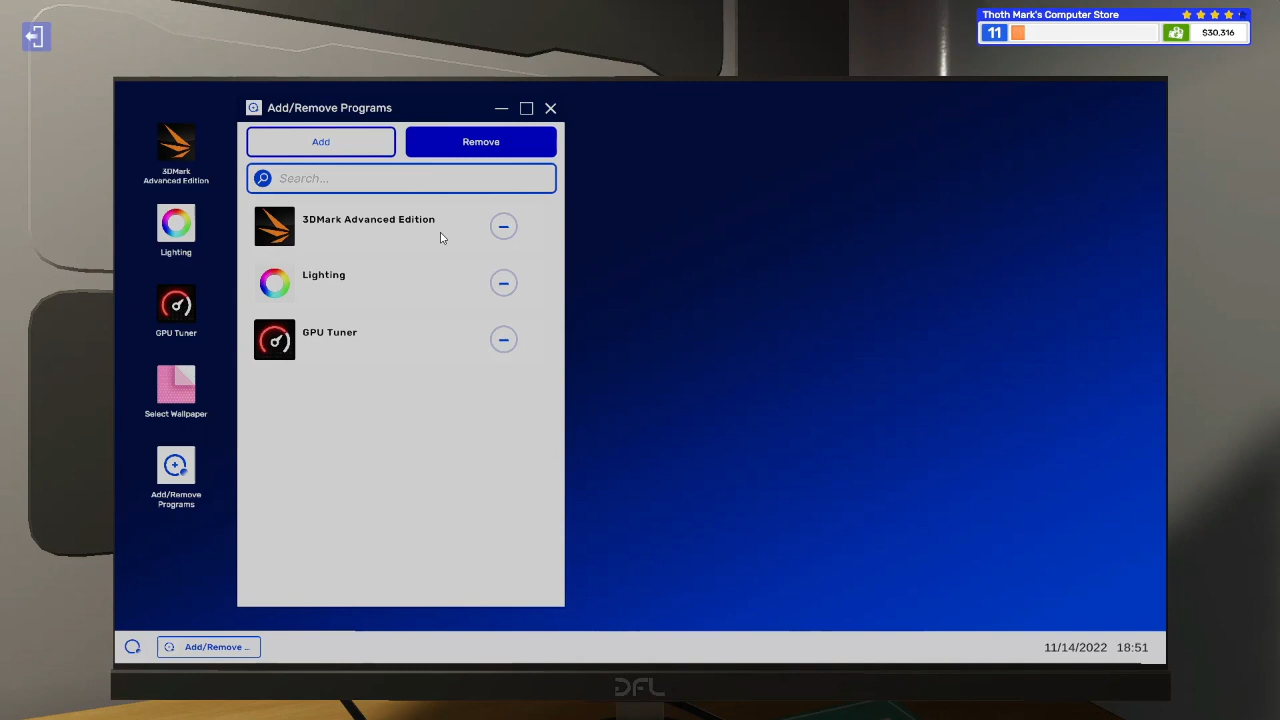 Thoth Mark's Computer Store
11
$30.316
Add/Remove Programs
Add
Remove
Search...
3DMark Advanced Edition
Lighting
GPU Tuner
3DMark
Advanced Edition
Lighting
GPU Tuner
Select Wallpaper
Add/Remove
Programs
Add/Remove ...
11/14/2022 18:51
DFL